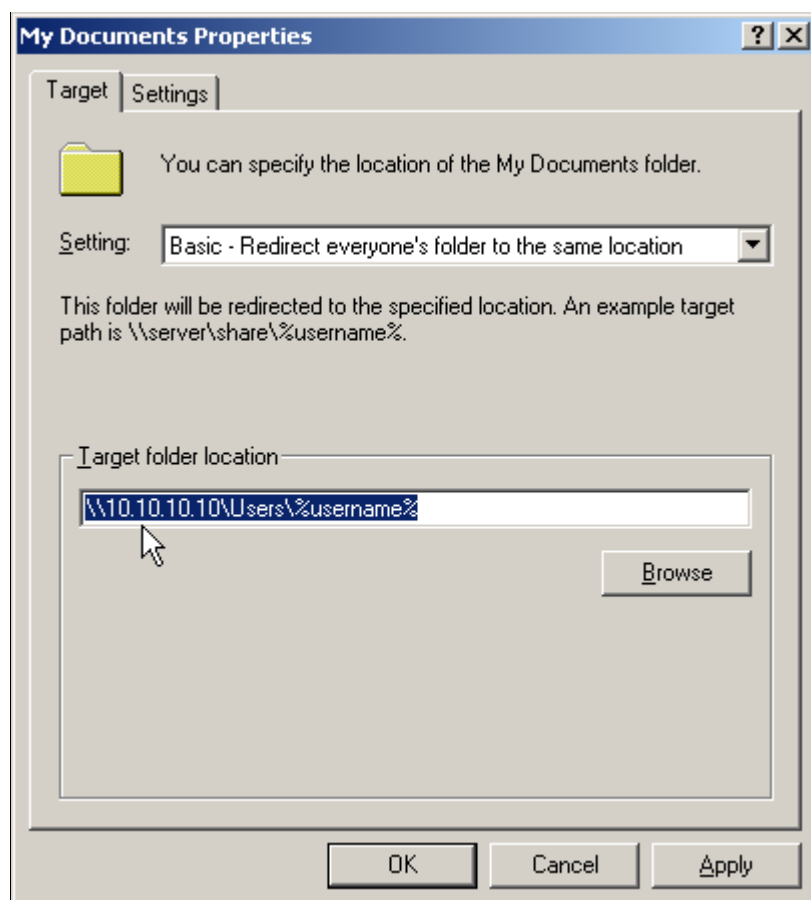 My Documents Properties
Target
Settings
You can specify the location of the My Documents folder.
Setting:
Basic - Redirect everyone's folder to the same location
This folder will be redirected to the specified location. An example target
path is \\server\share\%username%.
Target folder location
\\10.10.10.10\Users\%username%
Browse
OK
Cancel
Apply